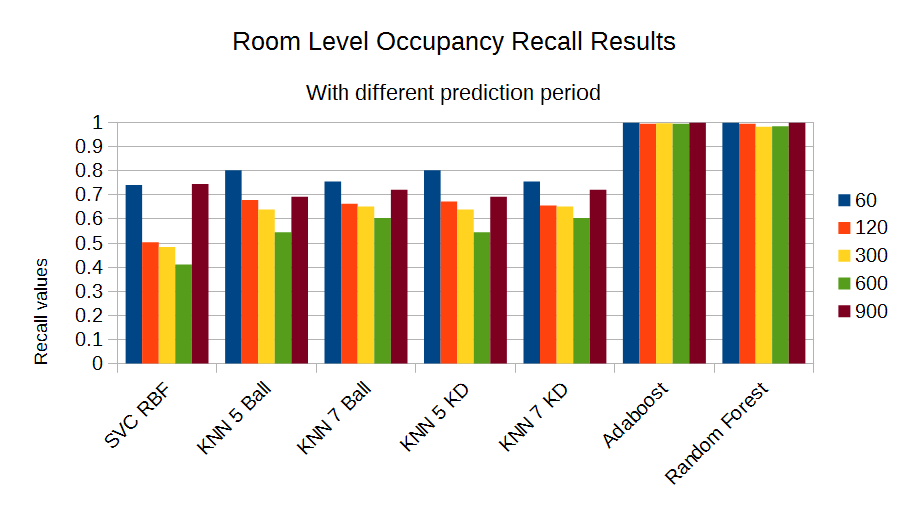 Room Level Occupancy Recall Results
With different prediction period
Recall values
1
0.9
0.8
0.7
0.6
0.5
0.4
0.3
0.2
0.1
0
SVC RBF
KNN 5 Ball
KNN 7 Ball
KNN 5 KD
KNN 7 KD
Adaboost
Random Forest
60
120
300
600
900